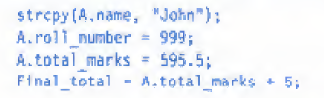 strcpy(A.name, "John");
A.roll_number = 999;
A.total_marks = 595.5;
Final_total = A.total_marks + 5;